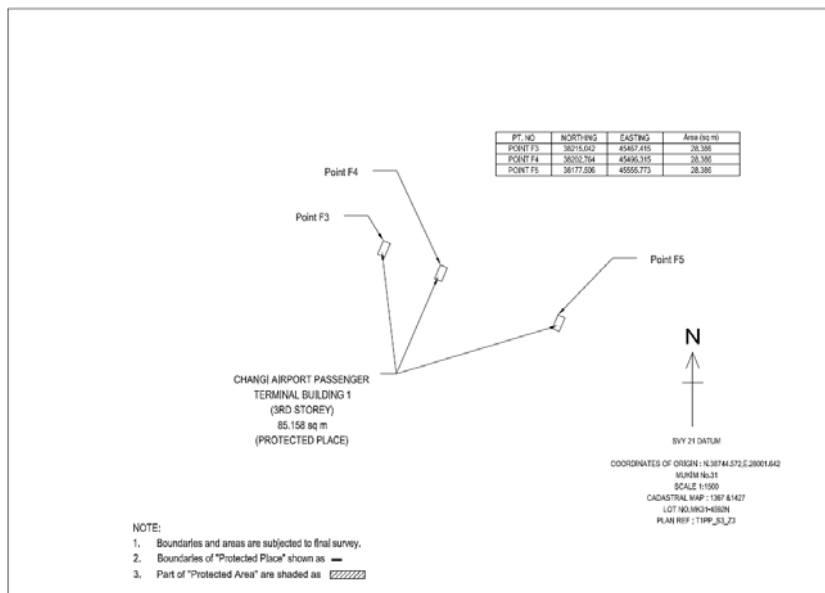 PT. NO NORTHING EASTING Area (sq m)
POINT F3 38215.042 45467.415 28.386
POINT F4 38202.764 45496.315 28.386
POINT F5 38177.506 45555.773 28.386
Point F4
Point F3
Point F5
CHANGI AIRPORT PASSENGER
TERMINAL BUILDING 1
(3RD STOREY)
85.158 sq m
(PROTECTED PLACE)
N
SVY 21 DATUM
COORDINATES OF ORIGIN : N.38744.572,E.28001.642
MUKIM No.31
SCALE 1:1500
CADASTRAL MAP : 1367 &1427
LOT NO.MK31-4592N
PLAN REF : T1PP_S3_Z3
NOTE:
1. Boundaries and areas are subjected to final survey.
2. Boundaries of "Protected Place" shown as
3. Part of "Protected Area" are shaded as